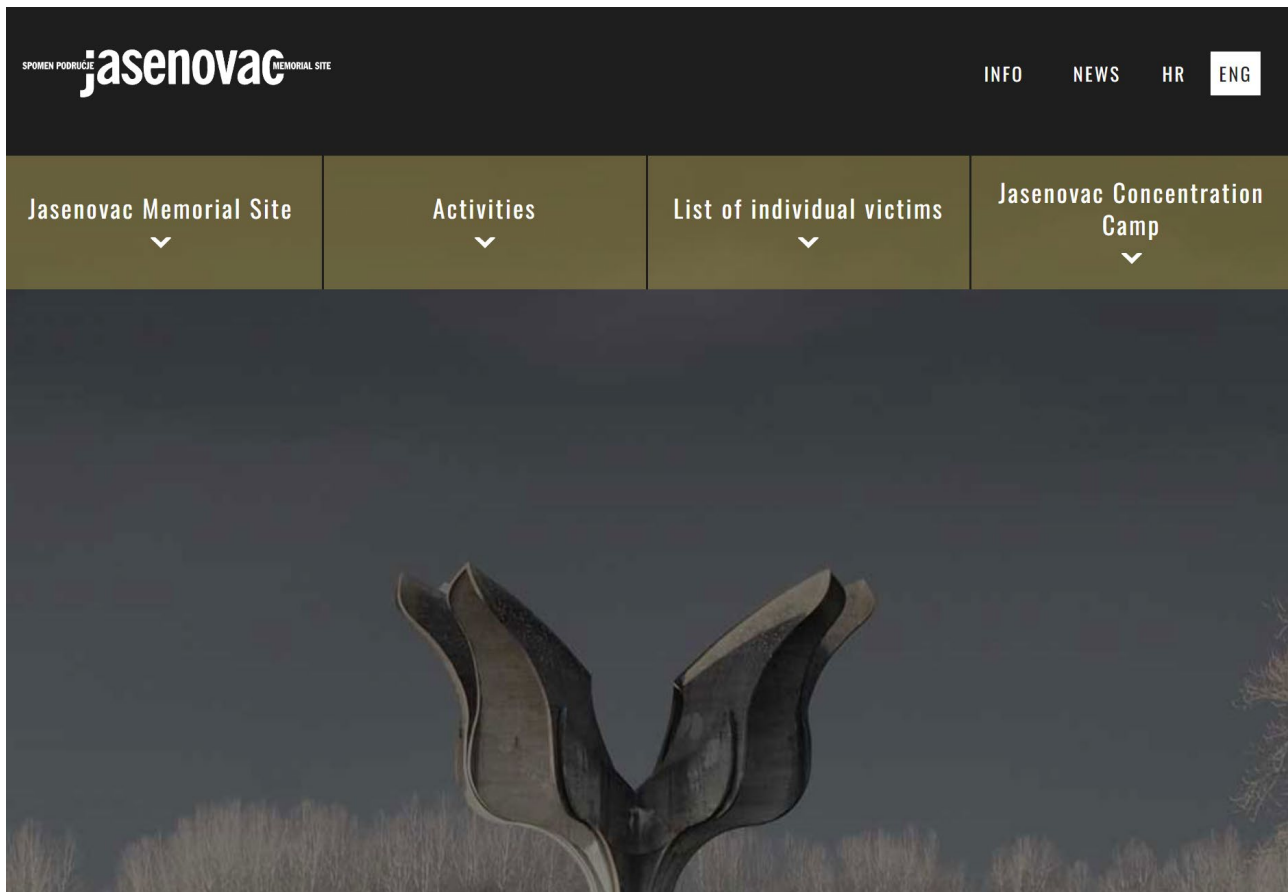 SPOMEN PODRUČJE jasenovac MEMORIAL SITE
INFO NEWS HR ENG
Jasenovac Memorial Site
Activities
List of individual victims
Jasenovac Concentration
Camp